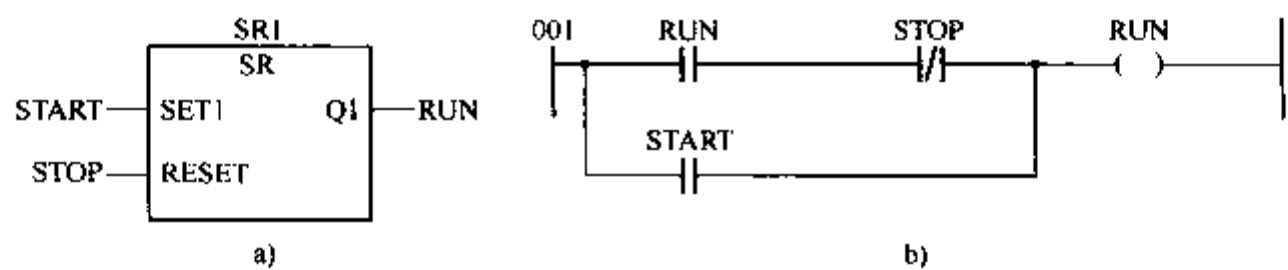 SR1
SR
START SET1 Q1 RUN
STOP RESET
a)
001 RUN STOP RUN
START
b)